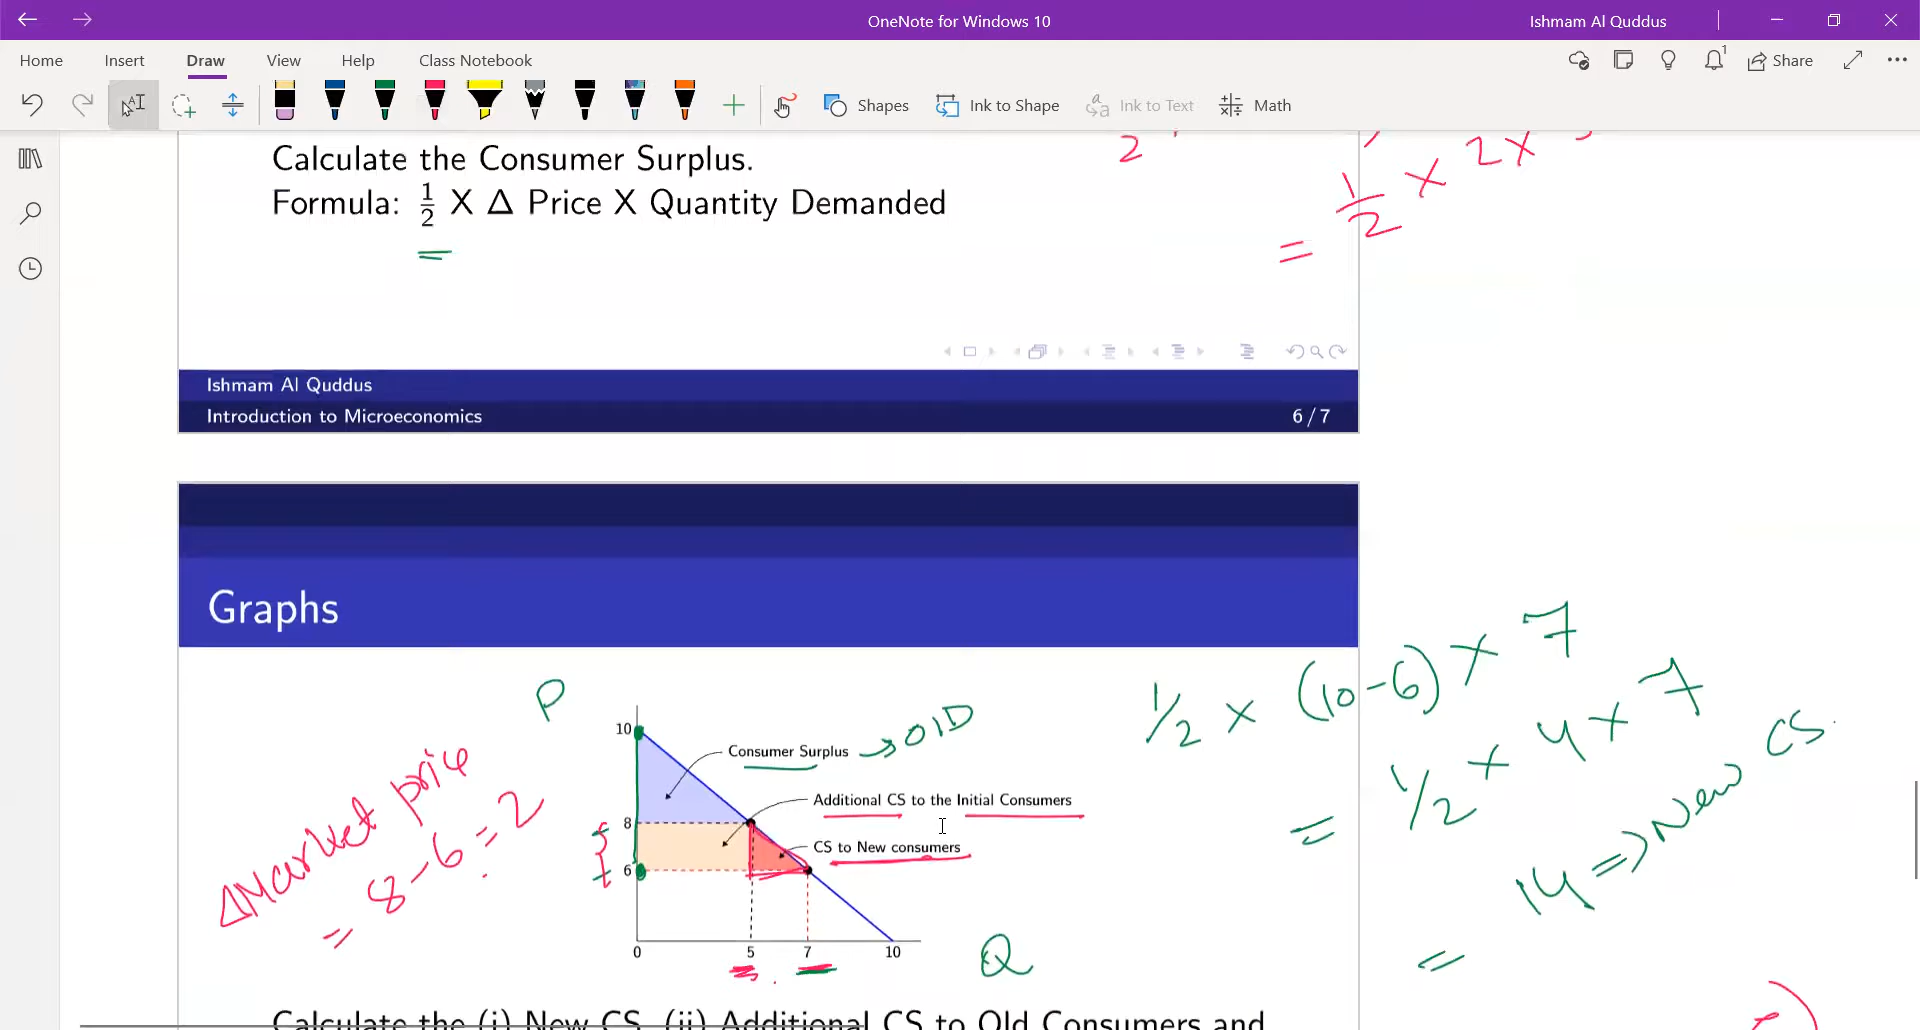 OneNote for Windows 10
Ishmam Al Quddus
Home Insert Draw View Help Class Notebook
Share
Shapes
Ink to Shape
Ink to Text
Math
Calculate the Consumer Surplus.
Formula: 1/2 X Δ Price X Quantity Demanded
2
= 1/2 × 2 ×
Ishmam Al Quddus
Introduction to Microeconomics
6 / 7
Graphs
P
10
Consumer Surplus → OlD
Additional CS to the Initial Consumers
8
CS to New consumers
6
0 5 7 10
Q
ΔMarket price
= 8-6 = 2
1/2 × (10-6) × 7
= 1/2 × 4 × 7
= 14 => New CS
Calculate the (i) New CS, (ii) Additional CS to Old Consumers and